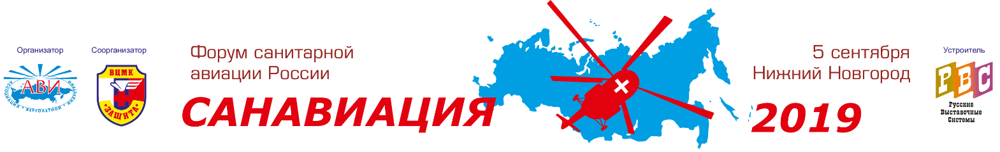 Организатор
АВИ
АССОЦИАЦИЯ • ВЕРТОЛЕТНОЙ • ИНДУСТРИИ
Соорганизатор
ВЦМК
•ЗАЩИТА•
Форум санитарной
авиации России
САНАВИАЦИЯ
5 сентября
Нижний Новгород
2019
Устроитель
РВС
Русские
Выставочные
Системы